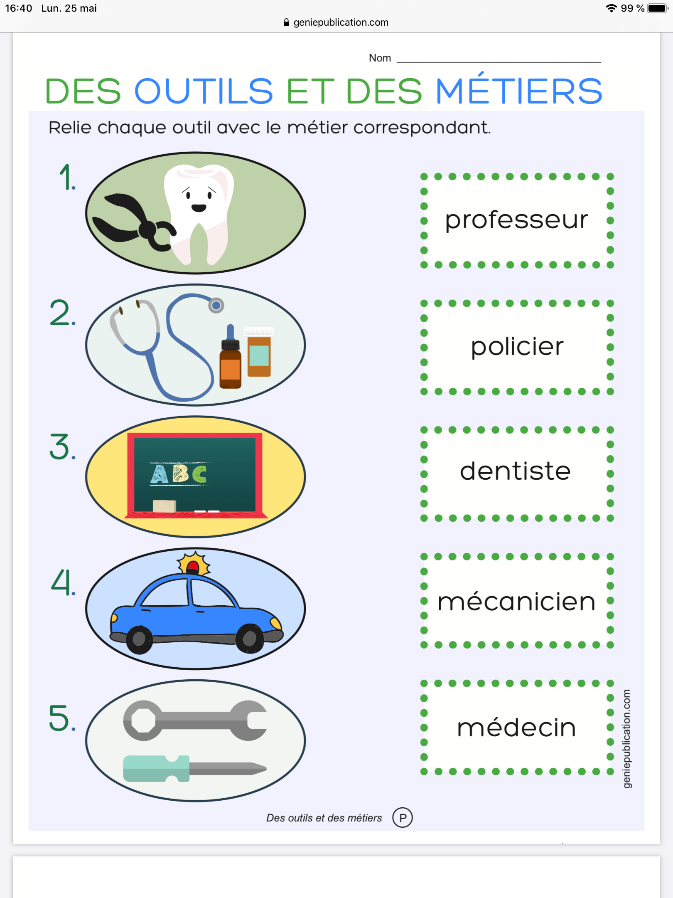 16:40 Lun. 25 mai
99 %
geniepublication.com
Nom
DES OUTILS ET DES MÉTIERS
Relie chaque outil avec le métier correspondant.
1.
professeur
2.
policier
3.
ABC
dentiste
4.
mécanicien
5.
médecin
geniepublication.com
Des outils et des métiers P